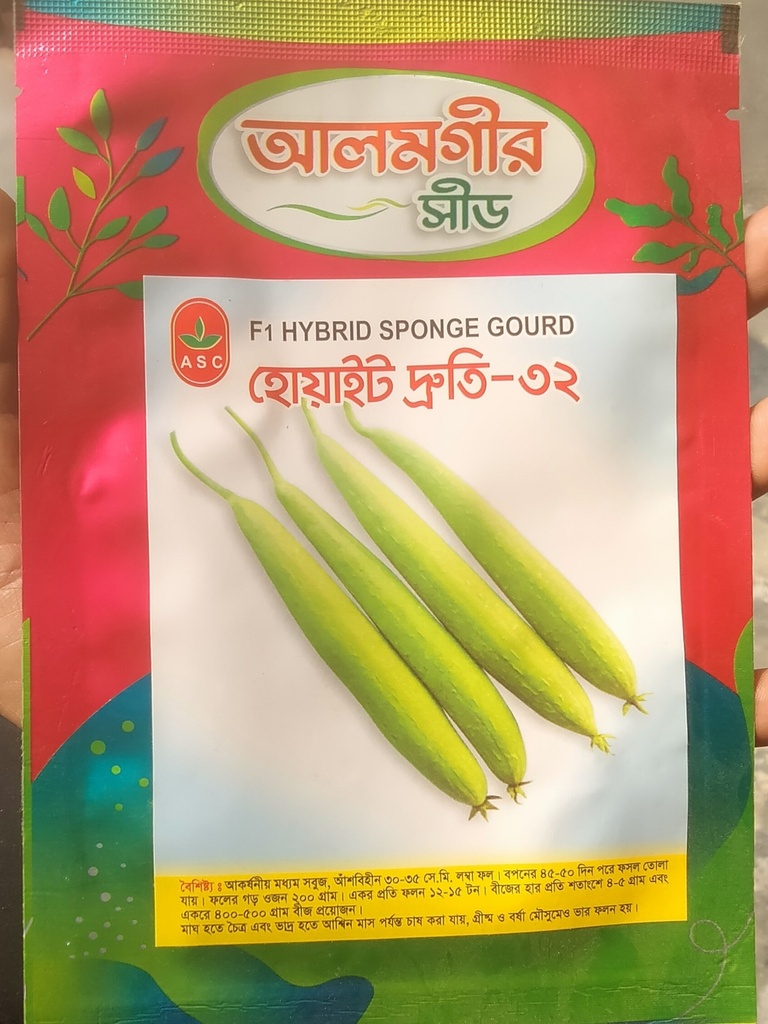 আলমগীর
সীড
ASC
F1 HYBRID SPONGE GOURD
হোয়াইট দ্রুতি-৩২
বৈশিষ্ট্য ঃ আকর্ষনীয় মধ্যম সবুজ, আঁশবিহীন ৩০-৩৫ সে.মি. লম্বা ফল। বপনের ৪৫-৫০ দিন পরে ফসল তোলা
যায়। ফলের গড় ওজন ২০০ গ্রাম। একর প্রতি ফলন ১২-১৫ টন। বীজের হার প্রতি শতাংশে ৪-৫ গ্রাম এবং
একরে ৪০০-৫০০ গ্রাম বীজ প্রয়োজন।
মাঘ হতে চৈত্র এবং ভাদ্র হতে আশ্বিন মাস পর্যন্ত চাষ করা যায়, গ্রীষ্ম ও বর্ষা মৌসুমেও ভার ফলন হয়।